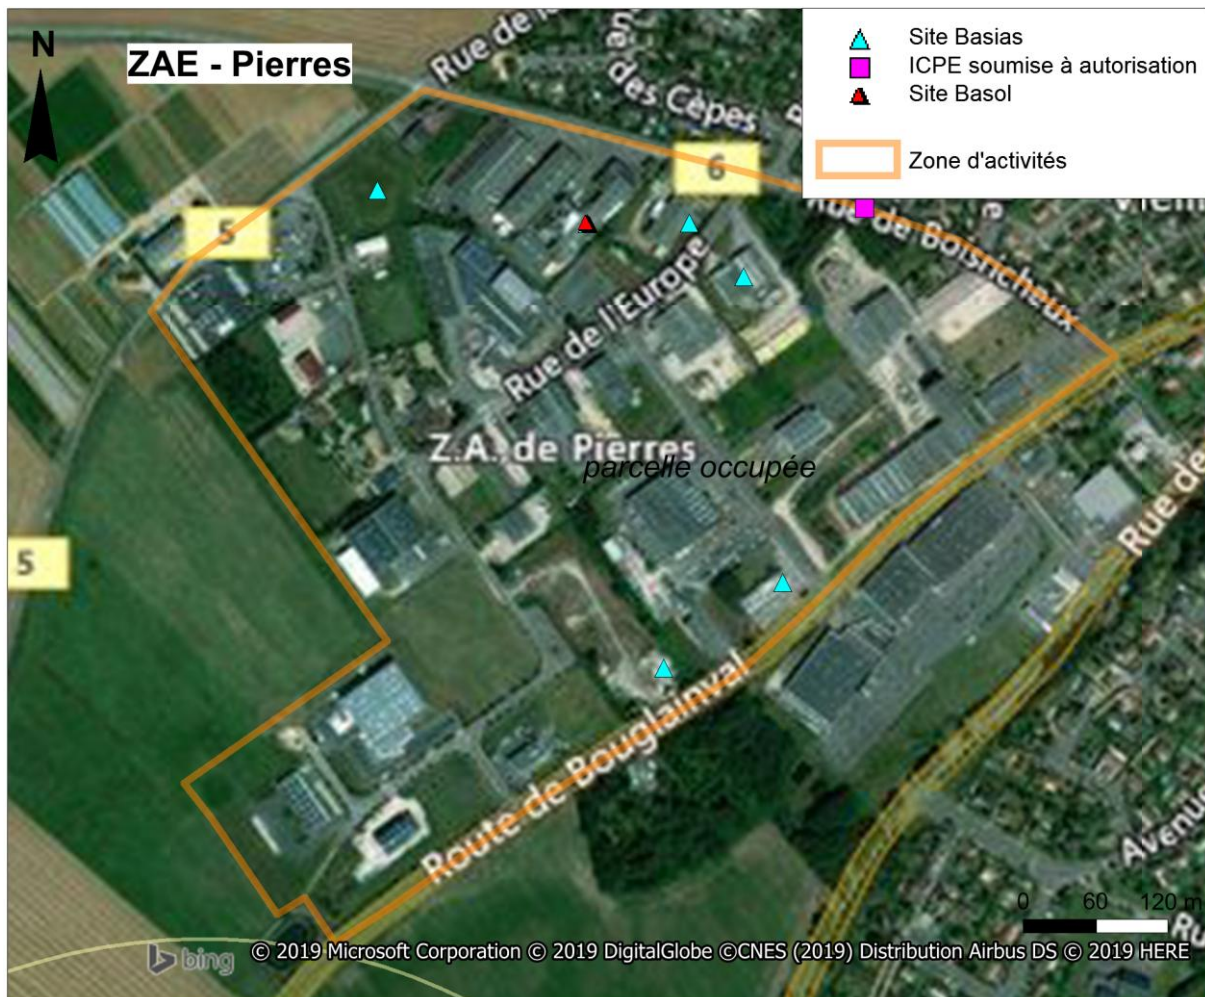 N
ZAE - Pierres
Site Basias
ICPE soumise à autorisation
Site Basol
Zone d'activités
Rue de
des Cèpes
6
5
Rue de Boisricheux
Rue de l'Europe
Z.A. de Pierres
parcelle occupée
5
Rue de
Route de Bouglainval
Avenue
0 60 120 m
Ru
bing
© 2019 Microsoft Corporation © 2019 DigitalGlobe ©CNES (2019) Distribution Airbus DS © 2019 HERE